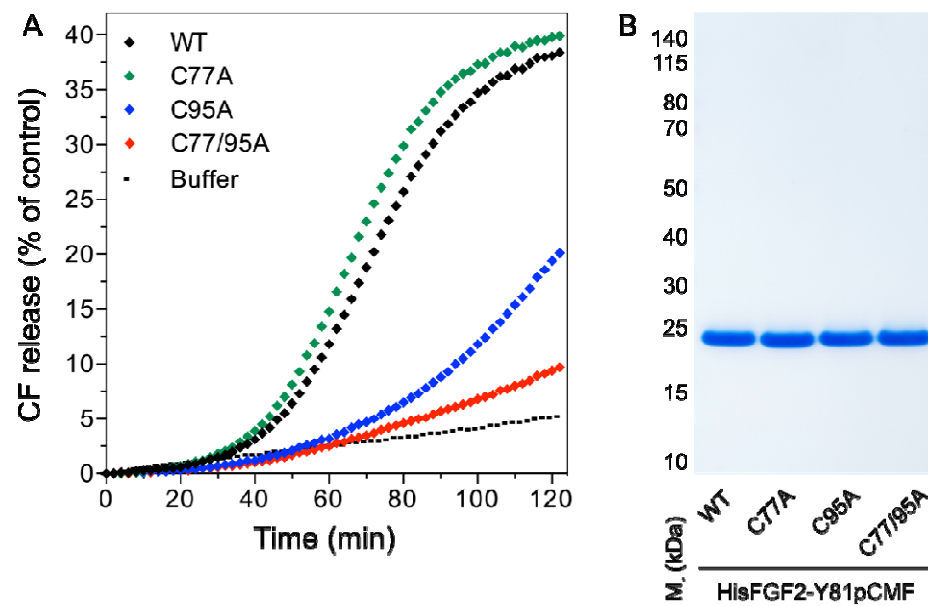 A
CF release (% of control)
40
35
30
25
20
15
10
5
0
WT
C77A
C95A
C77/95A
Buffer
0 20 40 60 80 100 120
Time (min)
B
140
115
80
70
50
40
30
25
15
10
Mr (kDa)
WT C77A C95A C77/95A
HisFGF2-Y81pCMF